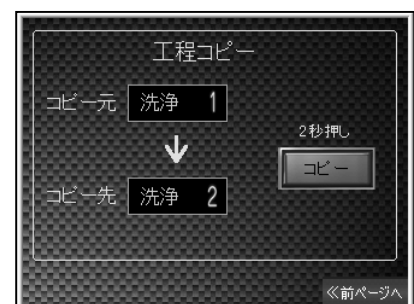 工程コピー
コピー元 洗浄 1
↓
コピー先 洗浄 2
2秒押し
コピー
≪前ページへ